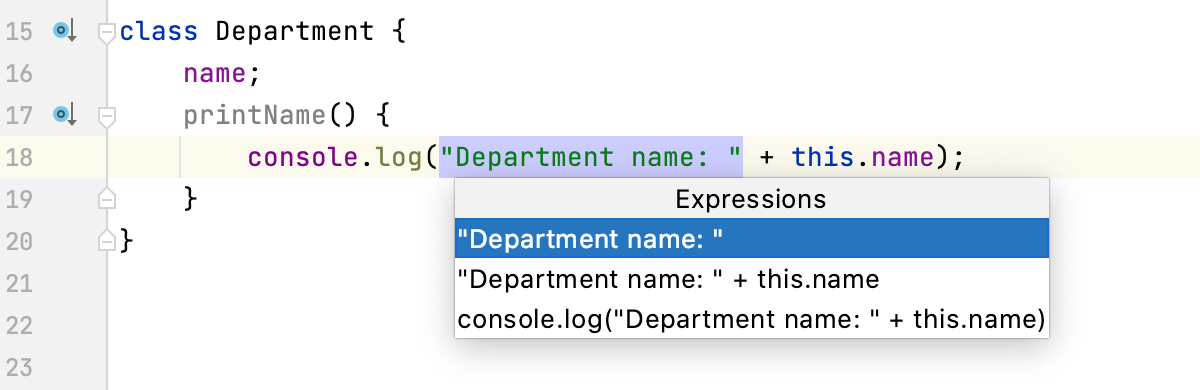 15 class Department {
16 name;
17 printName() {
18 console.log("Department name: " + this.name);
19 }
20 }
21
22
23
Expressions
"Department name: "
"Department name: " + this.name
console.log("Department name: " + this.name)